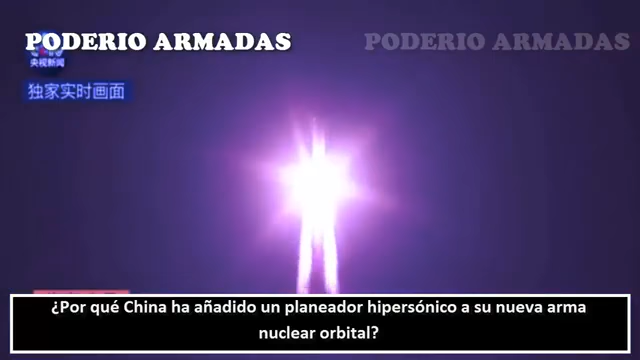 PODERIO ARMADAS PODERIO ARMADAS
央视新闻
独家实时画面
¿Por qué China ha añadido un planeador hipersónico a su nueva arma
nuclear orbital?